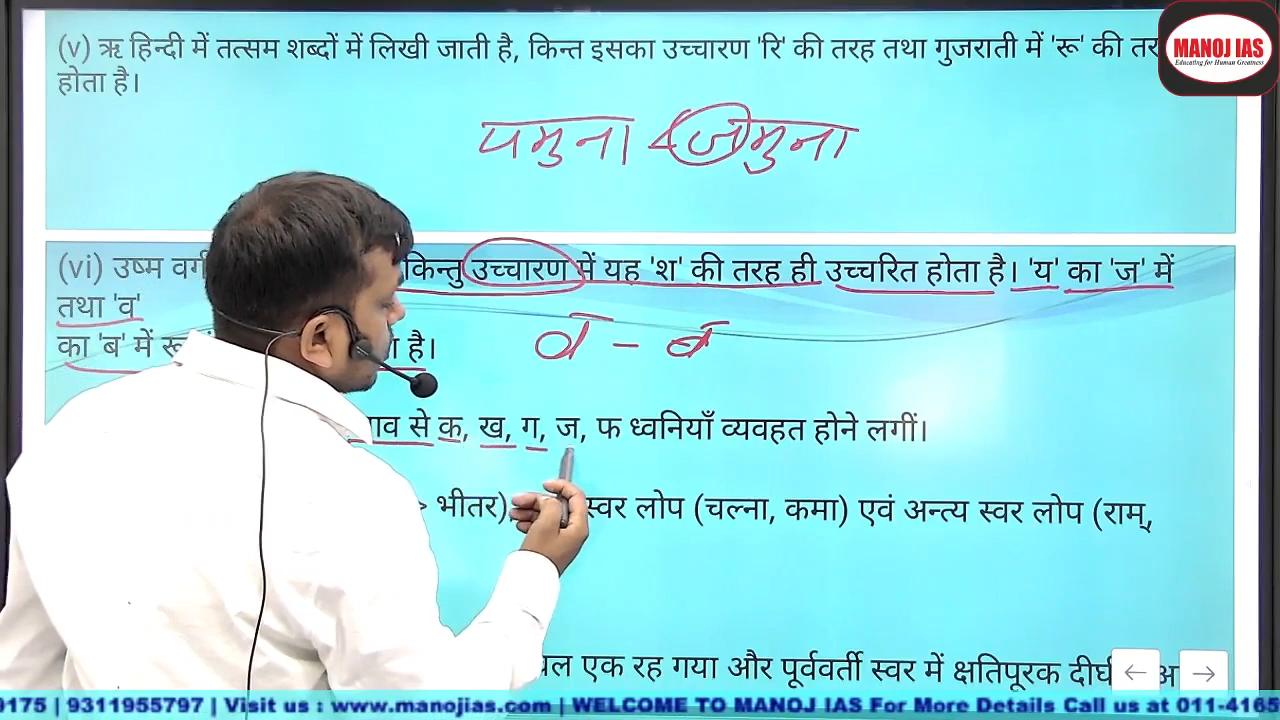 (v) ऋ हिन्दी में तत्सम शब्दों में लिखी जाती है, किन्त इसका उच्चारण 'रि' की तरह तथा गुजराती में 'रू' की
होता है।
MANOJ IAS
Educating for Human Greatness
यमुना < जमुना
(vi) उष्म किन्तु उच्चारण में यह 'श' की तरह ही उच्चरित होता है। 'य' का 'ज' में
तथा 'व'
का 'ब' में है।
व - ब
से क, ख, ग, ज, फ ध्वनियाँ व्यवहत होने लगीं।
> भीतर), स्वर लोप (चल्ना, कमा) एवं अन्त्य स्वर लोप (राम्,
एक रह गया और पूर्ववर्ती स्वर में क्षतिपूरक
9175 | 9311955797 | Visit us : www.manojias.com | WELCOME TO MANOJ IAS For More Details Call us at 011-4165